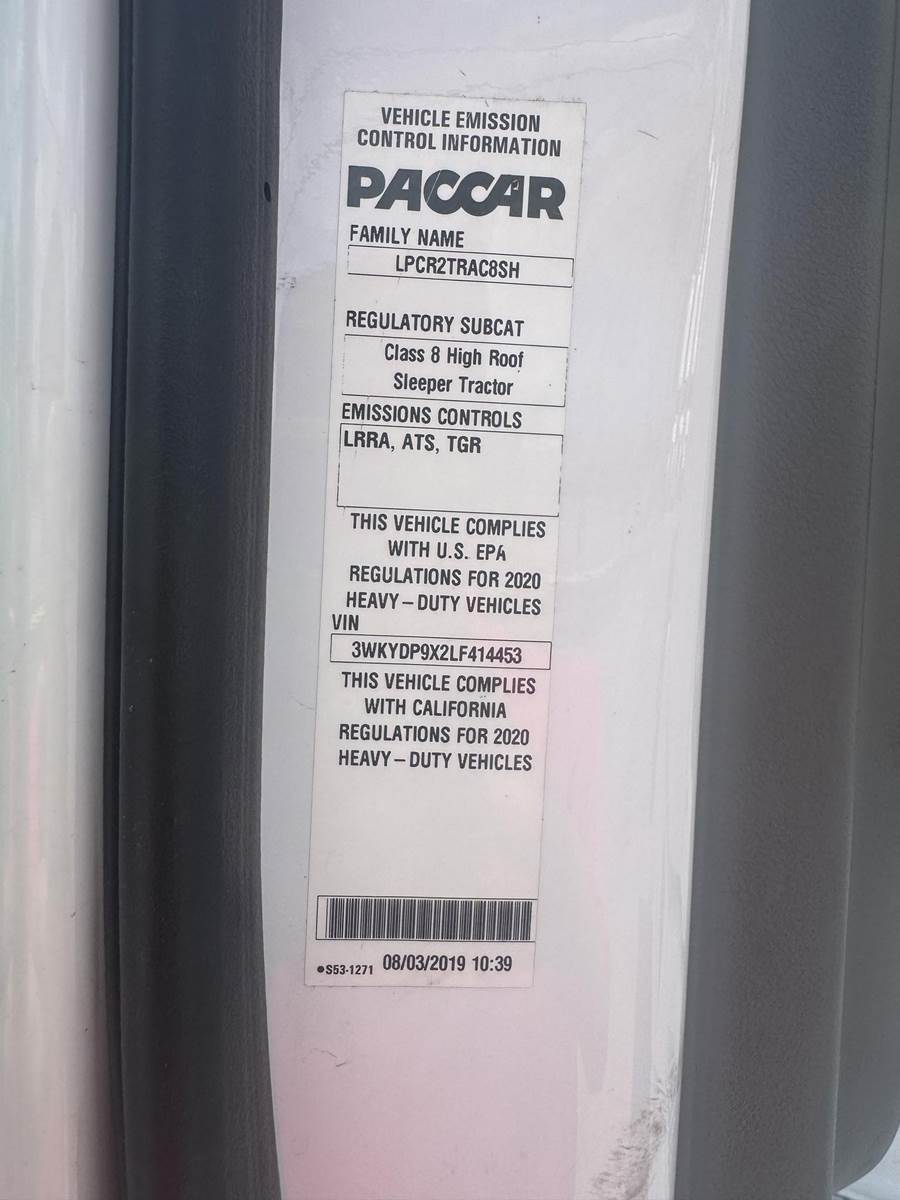 VEHICLE EMISSION
CONTROL INFORMATION
PACCAR
FAMILY NAME
LPCR2TRAC8SH
REGULATORY SUBCAT
Class 8 High Roof
Sleeper Tractor
EMISSIONS CONTROLS
LRRA, ATS, TGR
THIS VEHICLE COMPLIES
WITH U.S. EPA
REGULATIONS FOR 2020
HEAVY-DUTY VEHICLES
VIN
3WKYDP9X2LF414453
THIS VEHICLE COMPLIES
WITH CALIFORNIA
REGULATIONS FOR 2020
HEAVY-DUTY VEHICLES
S53-1271 08/03/2019 10:39